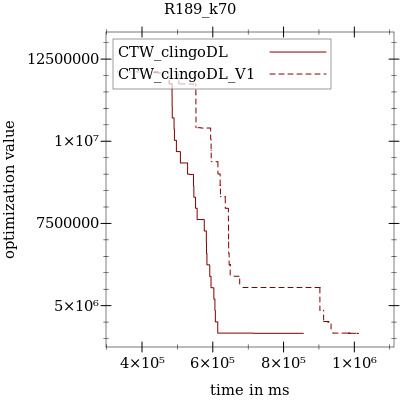 R189_k70
CTW_clingoDL
CTW_clingoDL_V1
12500000
1×10⁷
7500000
5×10⁶
optimization value
4×10⁵ 6×10⁵ 8×10⁵ 1×10⁶
time in ms